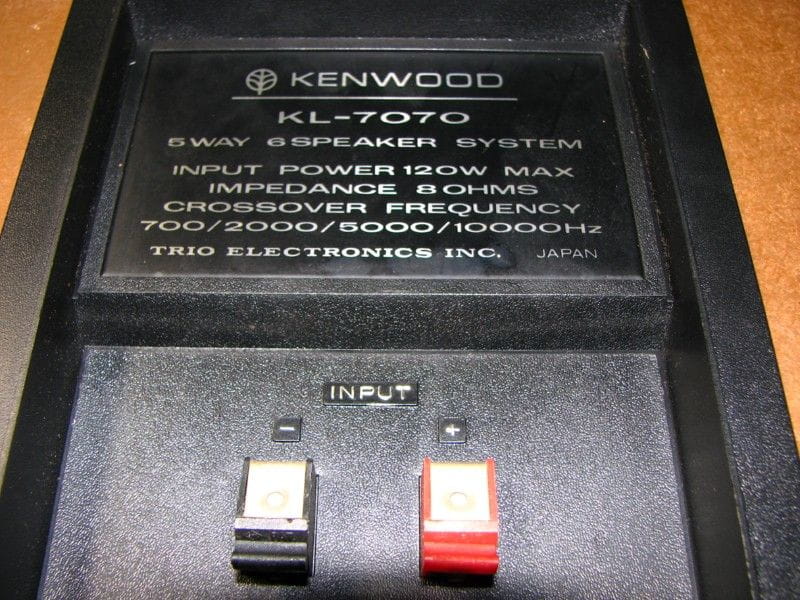 KENWOOD
KL-7070
5 WAY 6 SPEAKER SYSTEM
INPUT POWER 120W MAX
IMPEDANCE 8 OHMS
CROSSOVER FREQUENCY
700/2000/5000/10000Hz
TRIO ELECTRONICS INC. JAPAN
INPUT
- +